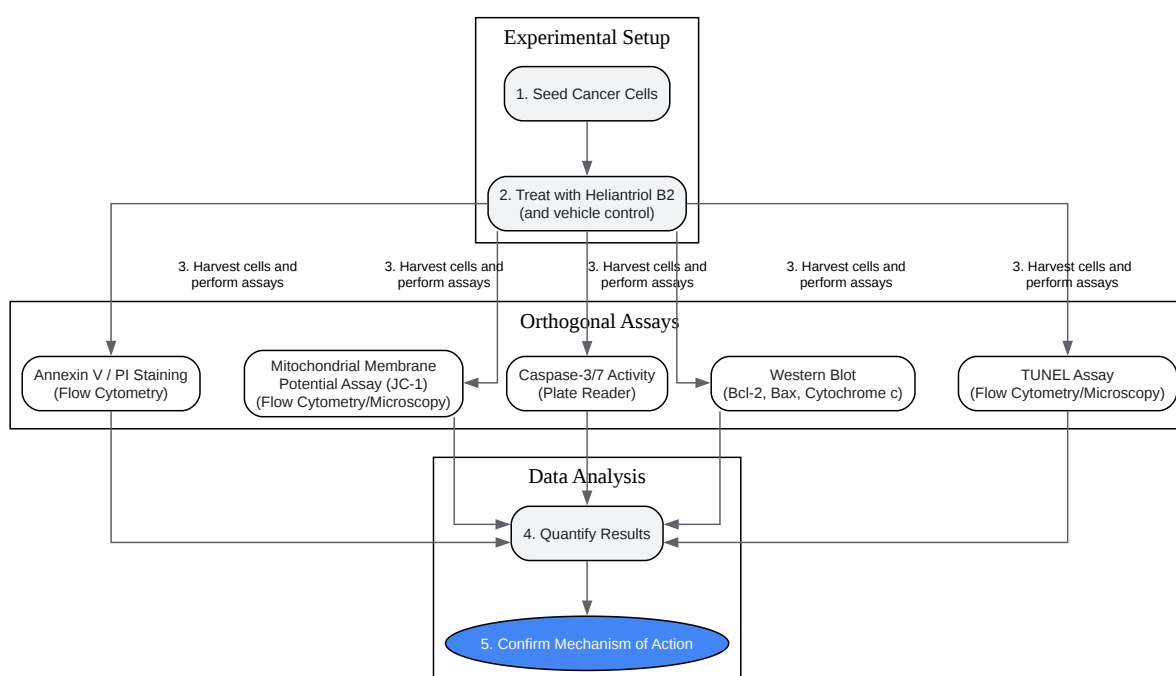 Experimental Setup
1. Seed Cancer Cells
2. Treat with Heliantriol B2
(and vehicle control)
3. Harvest cells and
perform assays
3. Harvest cells and
perform assays
3. Harvest cells and
perform assays
3. Harvest cells and
perform assays
3. Harvest cells and
perform assays
Orthogonal Assays
Annexin V / PI Staining
(Flow Cytometry)
Mitochondrial Membrane
Potential Assay (JC-1)
(Flow Cytometry/Microscopy)
Caspase-3/7 Activity
(Plate Reader)
Western Blot
(Bcl-2, Bax, Cytochrome c)
TUNEL Assay
(Flow Cytometry/Microscopy)
Data Analysis
4. Quantify Results
5. Confirm Mechanism of Action